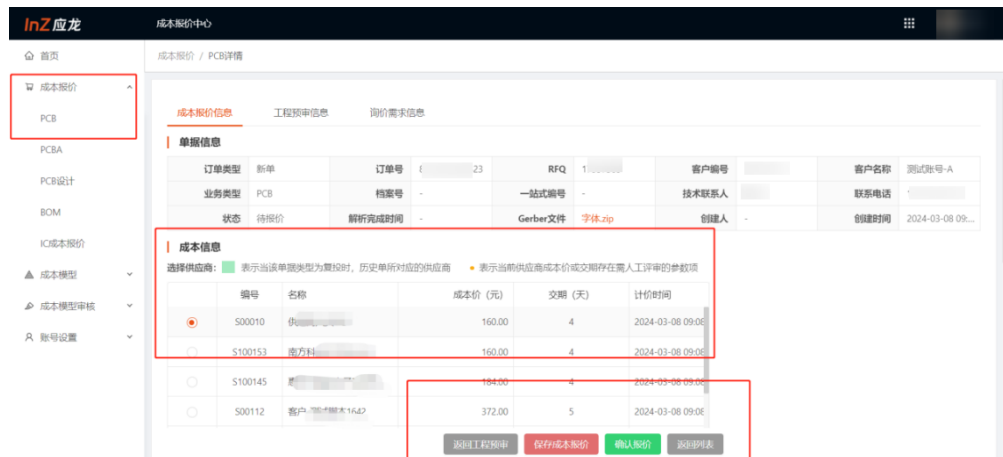 InZ应龙 成本报价中心
首页
成本报价 / PCB详情
成本报价
PCB
PCBA
PCB设计
BOM
IC成本报价
成本模型
成本模型审核
账号设置
成本报价信息 工程预审信息 询价需求信息
单据信息
订单类型 新单 订单号 23 RFQ 客户编号 客户名称 测试账号-A
业务类型 PCB 档案号 - 一站式编号 - 技术联系人 联系电话
状态 待报价 解析完成时间 - Gerber文件 字体.zip 创建人 - 创建时间 2024-03-08 09:...
成本信息
选择供应商: 表示当该单据类型为复投时，历史单所对应的供应商 表示当前供应商成本价或交期存在需人工评审的参数项
编号 名称 成本价 (元) 交期 (天) 计价时间
S00010 160.00 4 2024-03-08 09:08
S100153 南方科 160.00 4 2024-03-08 09:08
S100145 184.00 4 2024-03-08 09:08
S00112 客户 1642 372.00 5 2024-03-08 09:08
返回工程预审 保存成本报价 确认报价 返回列表